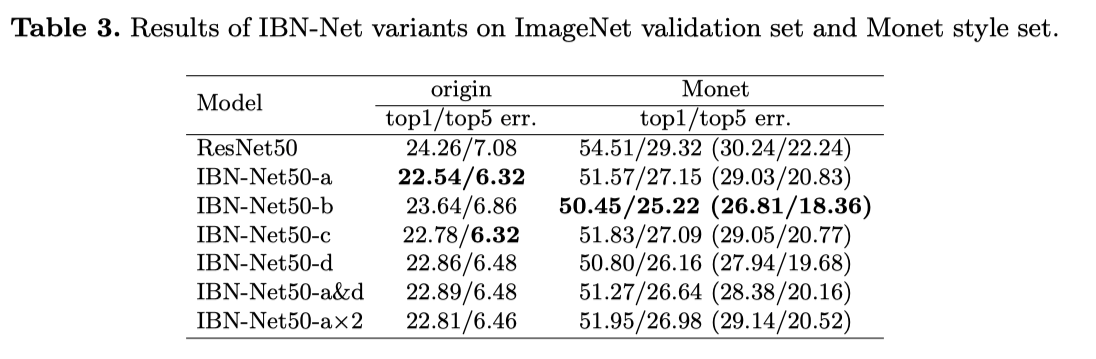 Table 3. Results of IBN-Net variants on ImageNet validation set and Monet style set.
Model origin Monet
top1/top5 err. top1/top5 err.
ResNet50 24.26/7.08 54.51/29.32 (30.24/22.24)
IBN-Net50-a 22.54/6.32 51.57/27.15 (29.03/20.83)
IBN-Net50-b 23.64/6.86 50.45/25.22 (26.81/18.36)
IBN-Net50-c 22.78/6.32 51.83/27.09 (29.05/20.77)
IBN-Net50-d 22.86/6.48 50.80/26.16 (27.94/19.68)
IBN-Net50-a&d 22.89/6.48 51.27/26.64 (28.38/20.16)
IBN-Net50-a×2 22.81/6.46 51.95/26.98 (29.14/20.52)